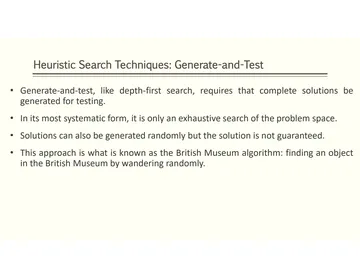 Heuristic Search Techniques: Generate-and-Test
• Generate-and-test, like depth-first search, requires that complete solutions be
generated for testing.
• In its most systematic form, it is only an exhaustive search of the problem space.
• Solutions can also be generated randomly but the solution is not guaranteed.
• This approach is what is known as the British Museum algorithm: finding an object
in the British Museum by wandering randomly.